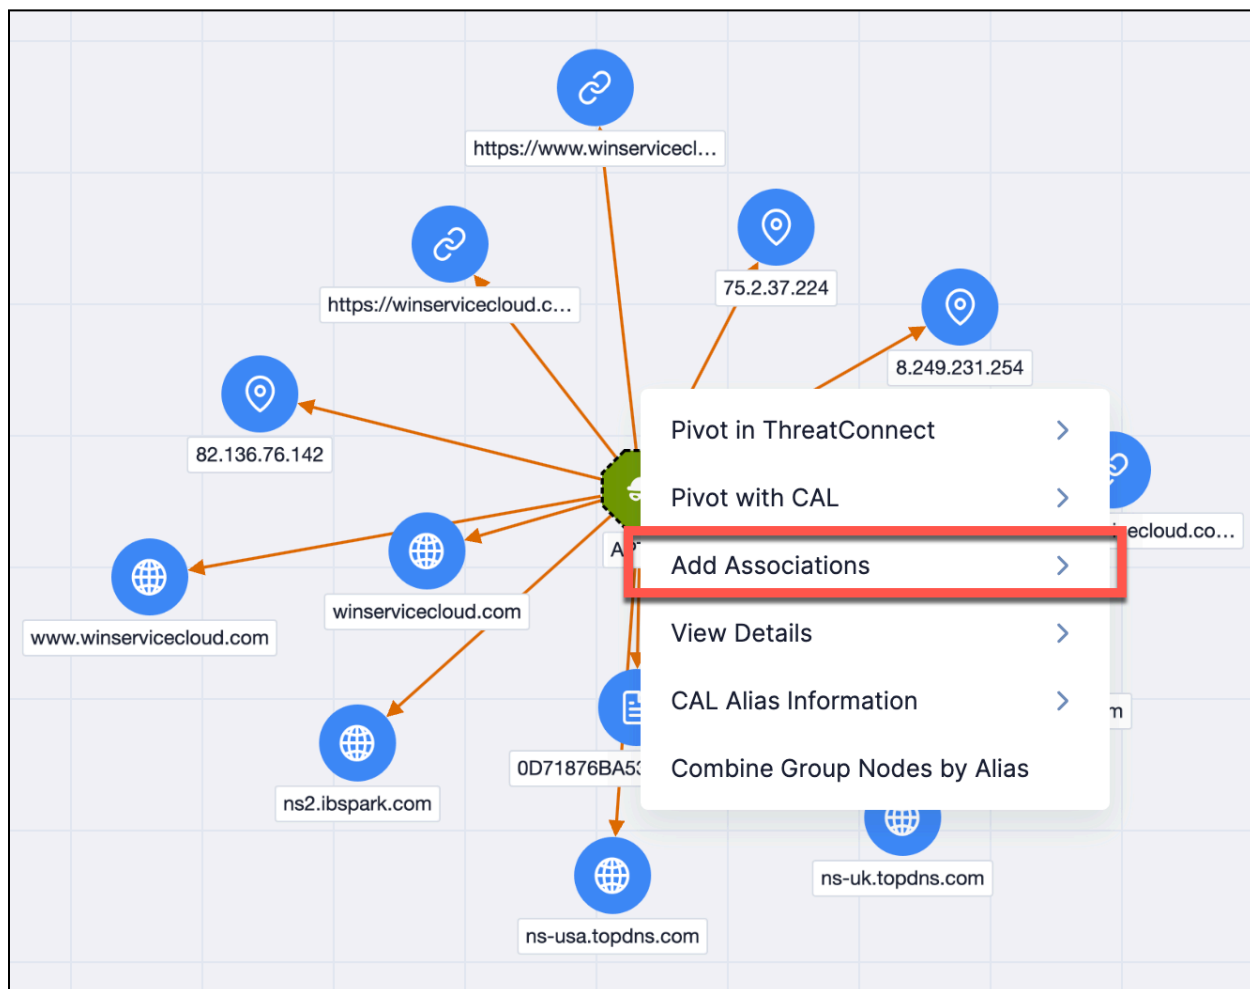 https://www.winservicecl...
75.2.37.224
https://winservicecloud.c...
8.249.231.254
Pivot in ThreatConnect
82.136.76.142
Pivot with CAL
ecloud.co...
Add Associations
winservicecloud.com
www.winservicecloud.com
View Details
CAL Alias Information
0D71876BA53
Combine Group Nodes by Alias
ns2.ibspark.com
ns-uk.topdns.com
ns-usa.topdns.com